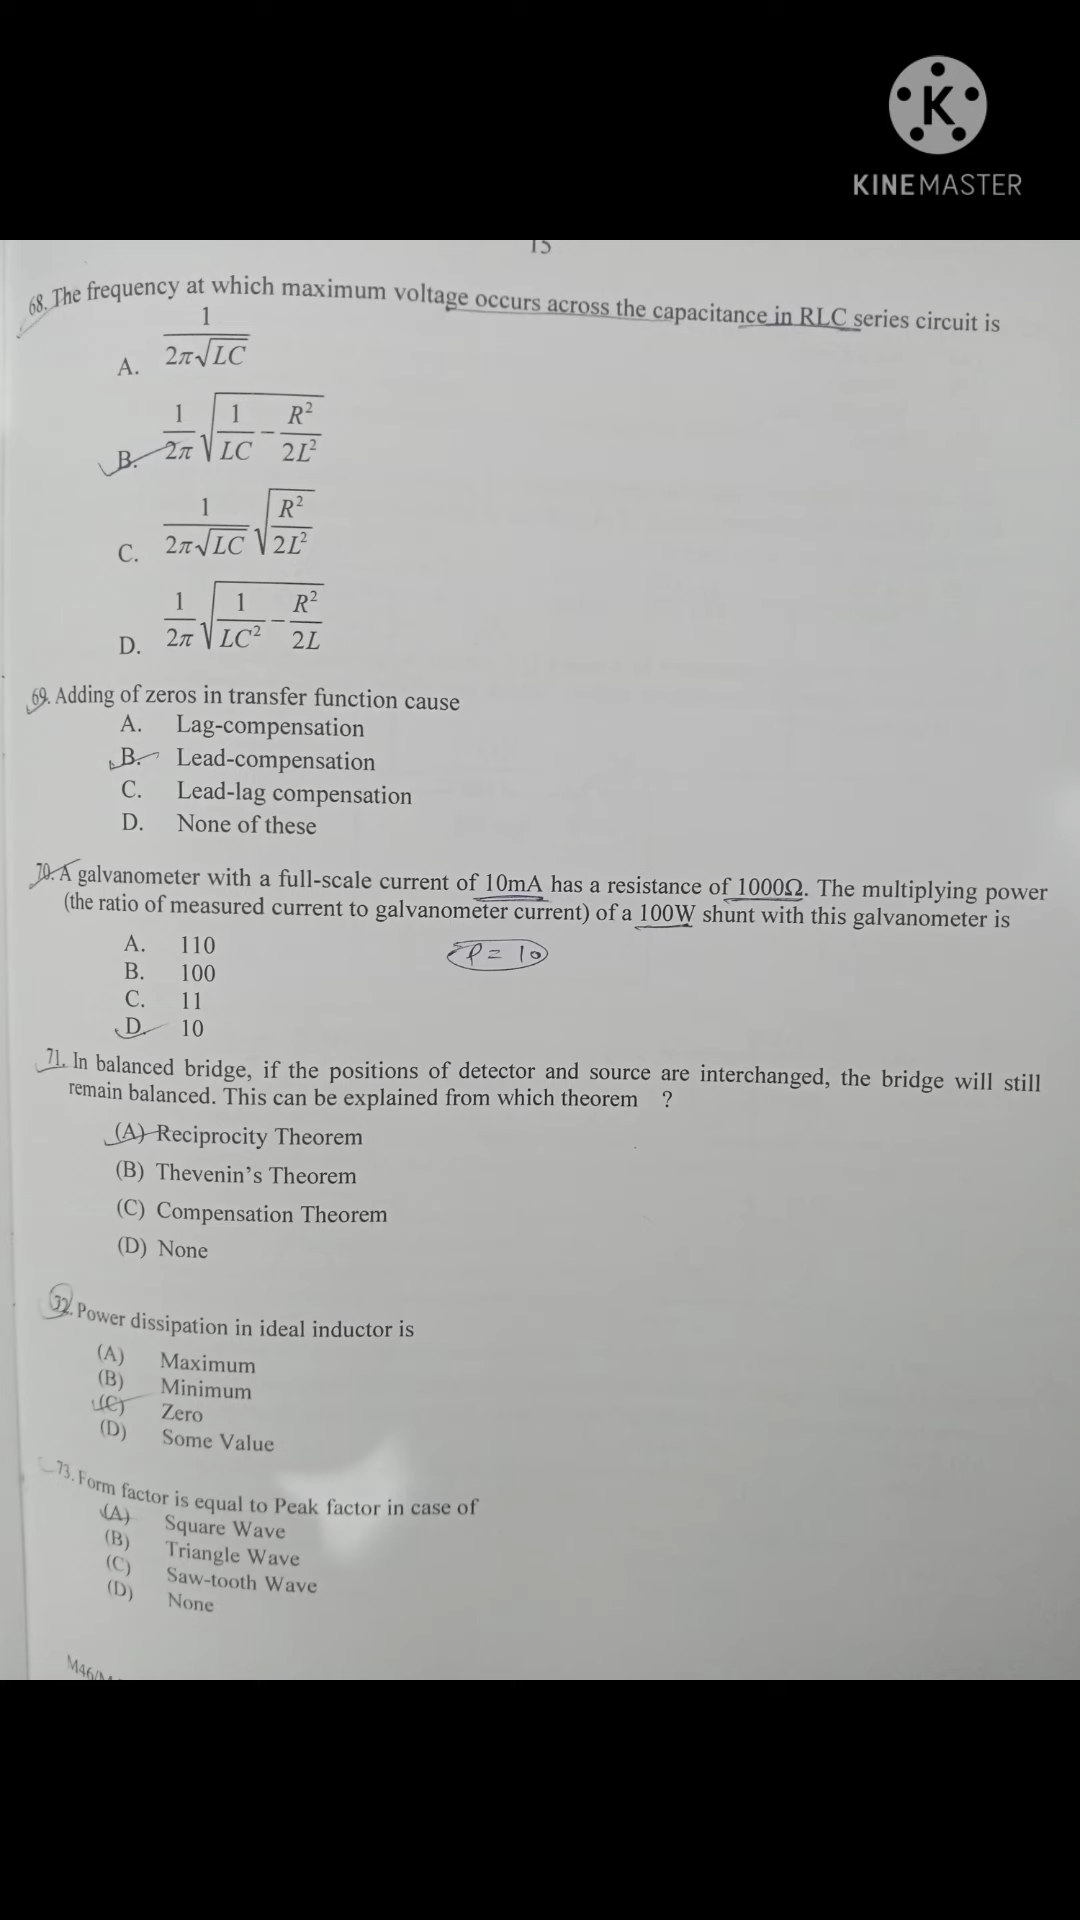 K
KINEMASTER
15
68. The frequency at which maximum voltage occurs across the capacitance in RLC series circuit is
A. 1 / 2π√LC
B. 1/2π √(1/LC - R²/2L²)
C. 1/2π√LC √(R²/2L²)
D. 1/2π √(1/LC² - R²/2L)
69. Adding of zeros in transfer function cause
A. Lag-compensation
B. Lead-compensation
C. Lead-lag compensation
D. None of these
70. A galvanometer with a full-scale current of 10mA has a resistance of 1000Ω. The multiplying power
(the ratio of measured current to galvanometer current) of a 100W shunt with this galvanometer is
A. 110
B. 100
P = 10
C. 11
D. 10
71. In balanced bridge, if the positions of detector and source are interchanged, the bridge will still
remain balanced. This can be explained from which theorem ?
(A) Reciprocity Theorem
(B) Thevenin's Theorem
(C) Compensation Theorem
(D) None
32. Power dissipation in ideal inductor is
(A) Maximum
(B) Minimum
(C) Zero
(D) Some Value
73. Form factor is equal to Peak factor in case of
(A) Square Wave
(B) Triangle Wave
(C) Saw-tooth Wave
(D) None
M46/